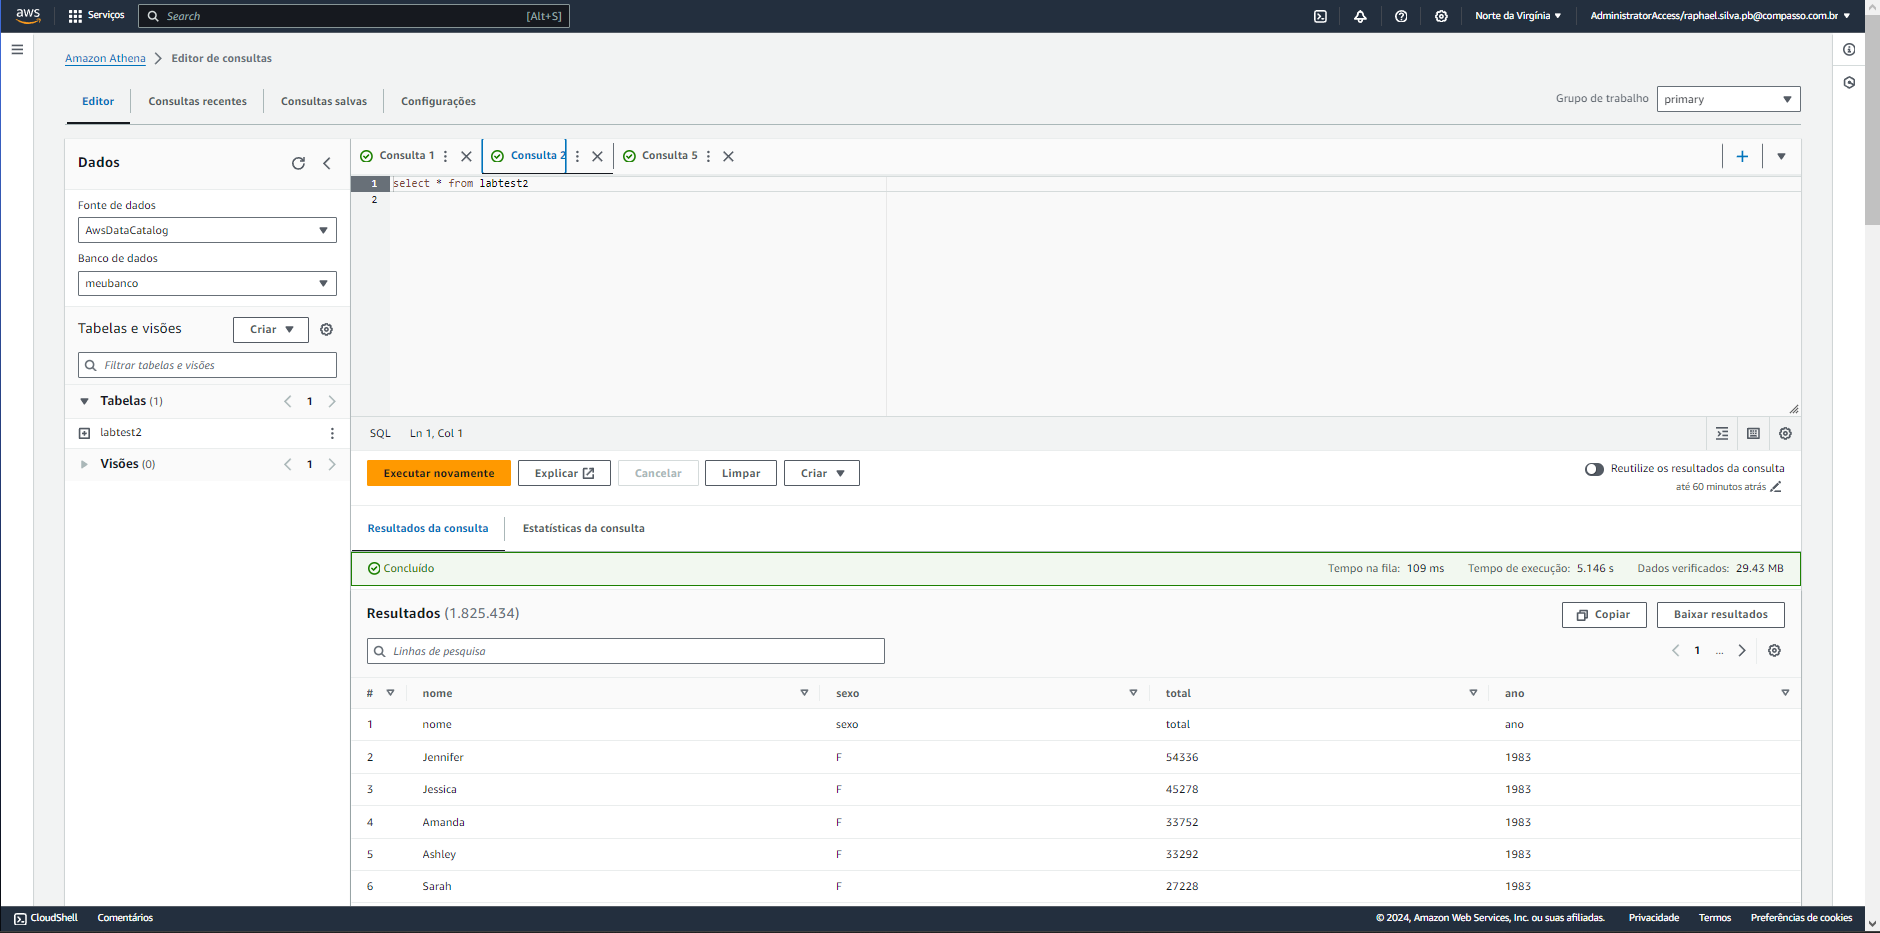 aws Serviços Search [Alt+S] Norte da Virgínia AdministratorAccess/raphael.silva.pb@compasso.com.br
Amazon Athena Editor de consultas
Editor Consultas recentes Consultas salvas Configurações
Grupo de trabalho primary
Dados
Fonte de dados
AwsDataCatalog
Banco de dados
meubanco
Tabelas e visões Criar
Filtrar tabelas e visões
Tabelas (1) 1
labtest2
Visões (0) 1
Consulta 1 Consulta 2 Consulta 5
1 select * from labtest2
2
SQL Ln 1, Col 1
Executar novamente Explicar Cancelar Limpar Criar
Reutilize os resultados da consulta
até 60 minutos atrás
Resultados da consulta Estatísticas da consulta
Concluído Tempo na fila: 109 ms Tempo de execução: 5.146 s Dados verificados: 29.43 MB
Resultados (1.825.434) Copiar Baixar resultados
Linhas de pesquisa 1 ...
# nome sexo total ano
1 nome sexo total ano
2 Jennifer F 54336 1983
3 Jessica F 45278 1983
4 Amanda F 33752 1983
5 Ashley F 33292 1983
6 Sarah F 27228 1983
CloudShell Comentários © 2024, Amazon Web Services, Inc. ou suas afiliadas. Privacidade Termos Preferências de cookies